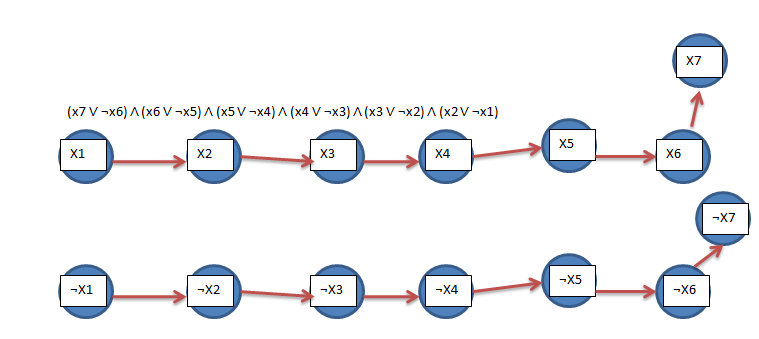 X7
(x7 ∨ ¬x6) ∧ (x6 ∨ ¬x5) ∧ (x5 ∨ ¬x4) ∧ (x4 ∨ ¬x3) ∧ (x3 ∨ ¬x2) ∧ (x2 ∨ ¬x1)
X1 X2 X3 X4 X5 X6
¬X7
¬X1 ¬X2 ¬X3 ¬X4 ¬X5 ¬X6